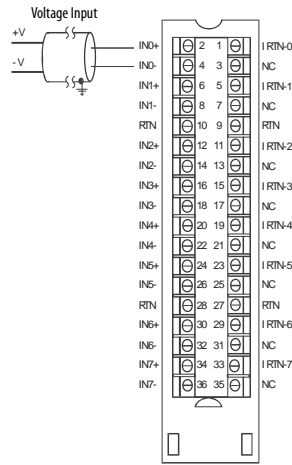 Voltage Input
+V
-V
IN0+ 2 1 I RTN-0
IN0- 4 3 NC
IN1+ 6 5 I RTN-1
IN1- 8 7 NC
RTN 10 9 RTN
IN2+ 12 11 I RTN-2
IN2- 14 13 NC
IN3+ 16 15 I RTN-3
IN3- 18 17 NC
IN4+ 20 19 I RTN-4
IN4- 22 21 NC
IN5+ 24 23 I RTN-5
IN5- 26 25 NC
RTN 28 27 RTN
IN6+ 30 29 I RTN-6
IN6- 32 31 NC
IN7+ 34 33 I RTN-7
IN7- 36 35 NC